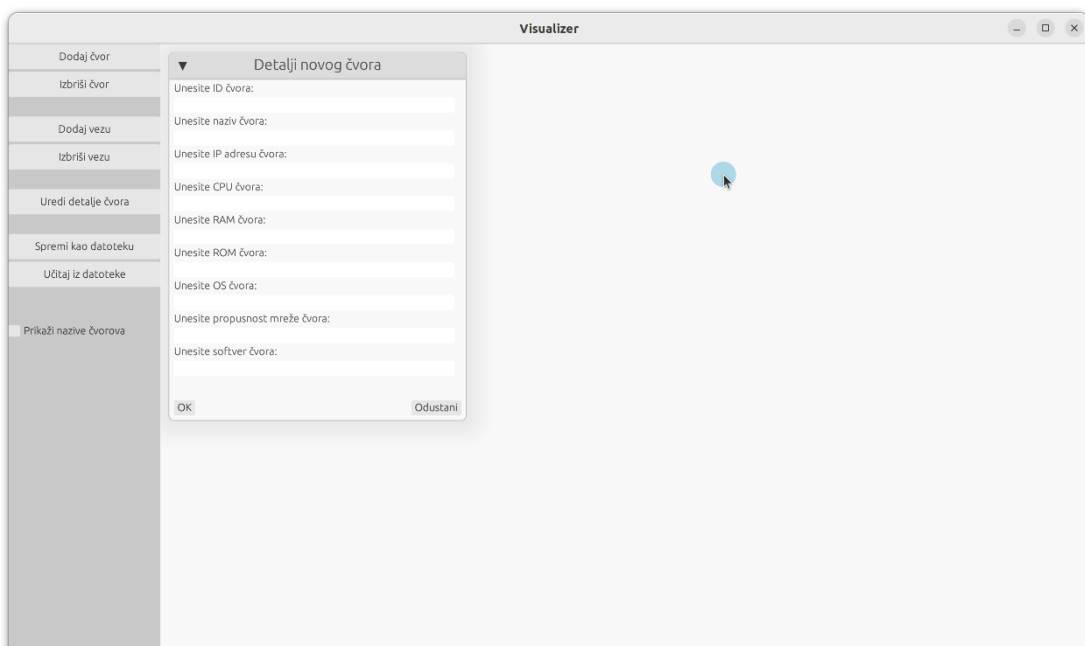 Visualizer
Dodaj čvor
Izbriši čvor
Dodaj vezu
Izbriši vezu
Uredi detalje čvora
Spremi kao datoteku
Učitaj iz datoteke
Prikaži nazive čvorova
Detalji novog čvora
Unesite ID čvora:
Unesite naziv čvora:
Unesite IP adresu čvora:
Unesite CPU čvora:
Unesite RAM čvora:
Unesite ROM čvora:
Unesite OS čvora:
Unesite propusnost mreže čvora:
Unesite softver čvora:
OK
Odustani